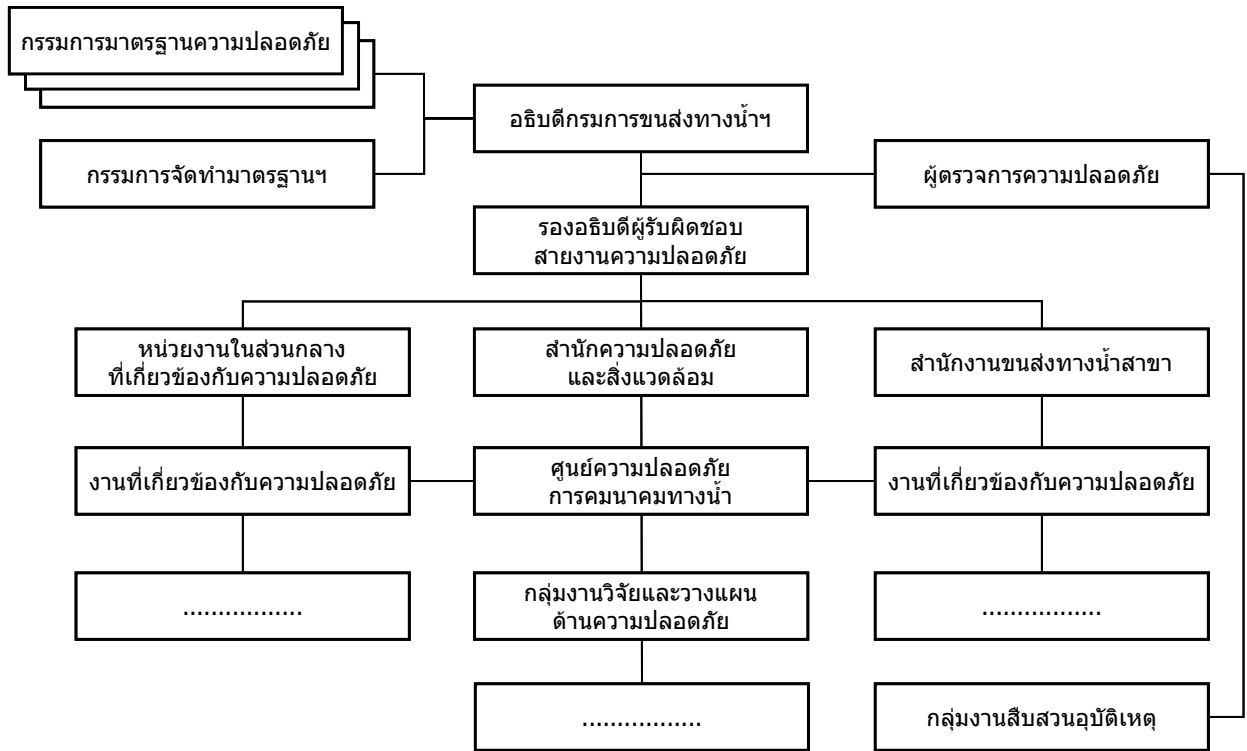 กรรมการมาตรฐานความปลอดภัย
อธิบดีกรมการขนส่งทางน้ำฯ
กรรมการจัดทำมาตรฐานฯ
ผู้ตรวจการความปลอดภัย
รองอธิบดีผู้รับผิดชอบ
สายงานความปลอดภัย
หน่วยงานในส่วนกลาง
ที่เกี่ยวข้องกับความปลอดภัย
สำนักความปลอดภัย
และสิ่งแวดล้อม
สำนักงานขนส่งทางน้ำสาขา
งานที่เกี่ยวข้องกับความปลอดภัย
ศูนย์ความปลอดภัย
การคมนาคมทางน้ำ
งานที่เกี่ยวข้องกับความปลอดภัย
.................
กลุ่มงานวิจัยและวางแผน
ด้านความปลอดภัย
.................
.................
กลุ่มงานสืบสวนอุบัติเหตุ